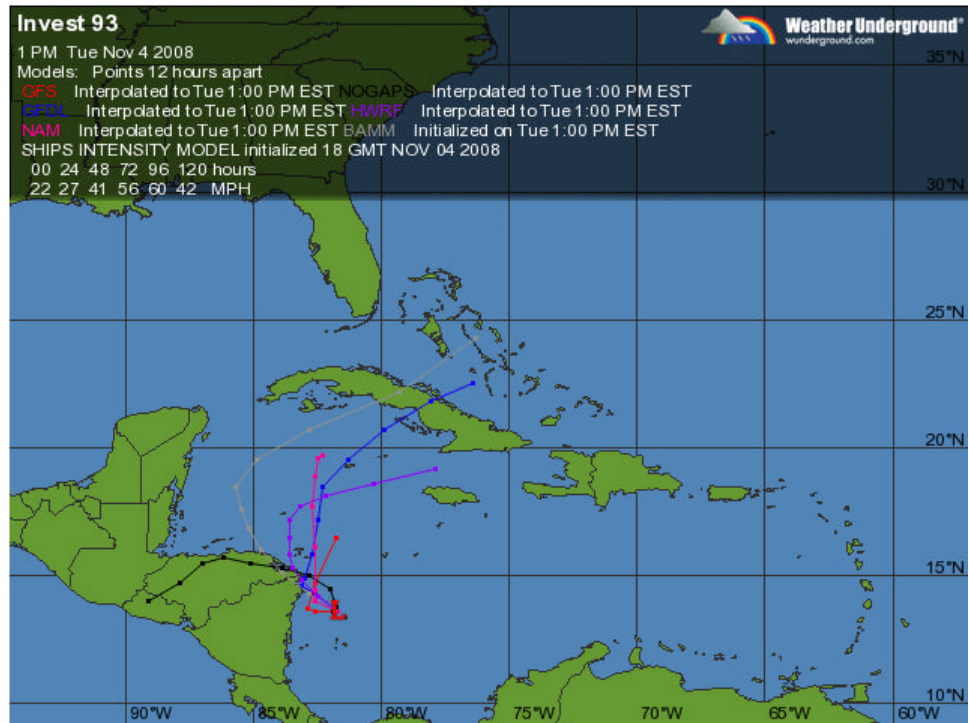 Invest 93
Weather Underground®
wunderground.com
1 PM Tue Nov 4 2008
Models: Points 12 hours apart
GFS Interpolated to Tue 1:00 PM EST NOGAPS Interpolated to Tue 1:00 PM EST
GFDL Interpolated to Tue 1:00 PM EST HWRF Interpolated to Tue 1:00 PM EST
NAM Interpolated to Tue 1:00 PM EST BAMM Initialized on Tue 1:00 PM EST
SHIPS INTENSITY MODEL initialized 18 GMT NOV 04 2008
00 24 48 72 96 120 hours
22 27 41 56 60 42 MPH
35°N
30°N
25°N
20°N
15°N
10°N
90°W 85°W 80°W 75°W 70°W 65°W 60°W